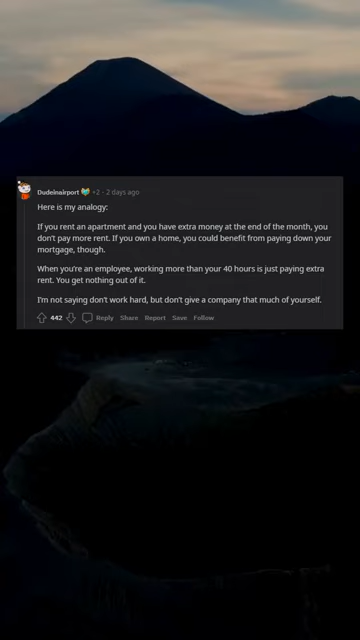 Dudeinairport +2 · 2 days ago
Here is my analogy:
If you rent an apartment and you have extra money at the end of the month, you
don't pay more rent. If you own a home, you could benefit from paying down your
mortgage, though.
When you're an employee, working more than your 40 hours is just paying extra
rent. You get nothing out of it.
I'm not saying don't work hard, but don't give a company that much of yourself.
442 Reply Share Report Save Follow